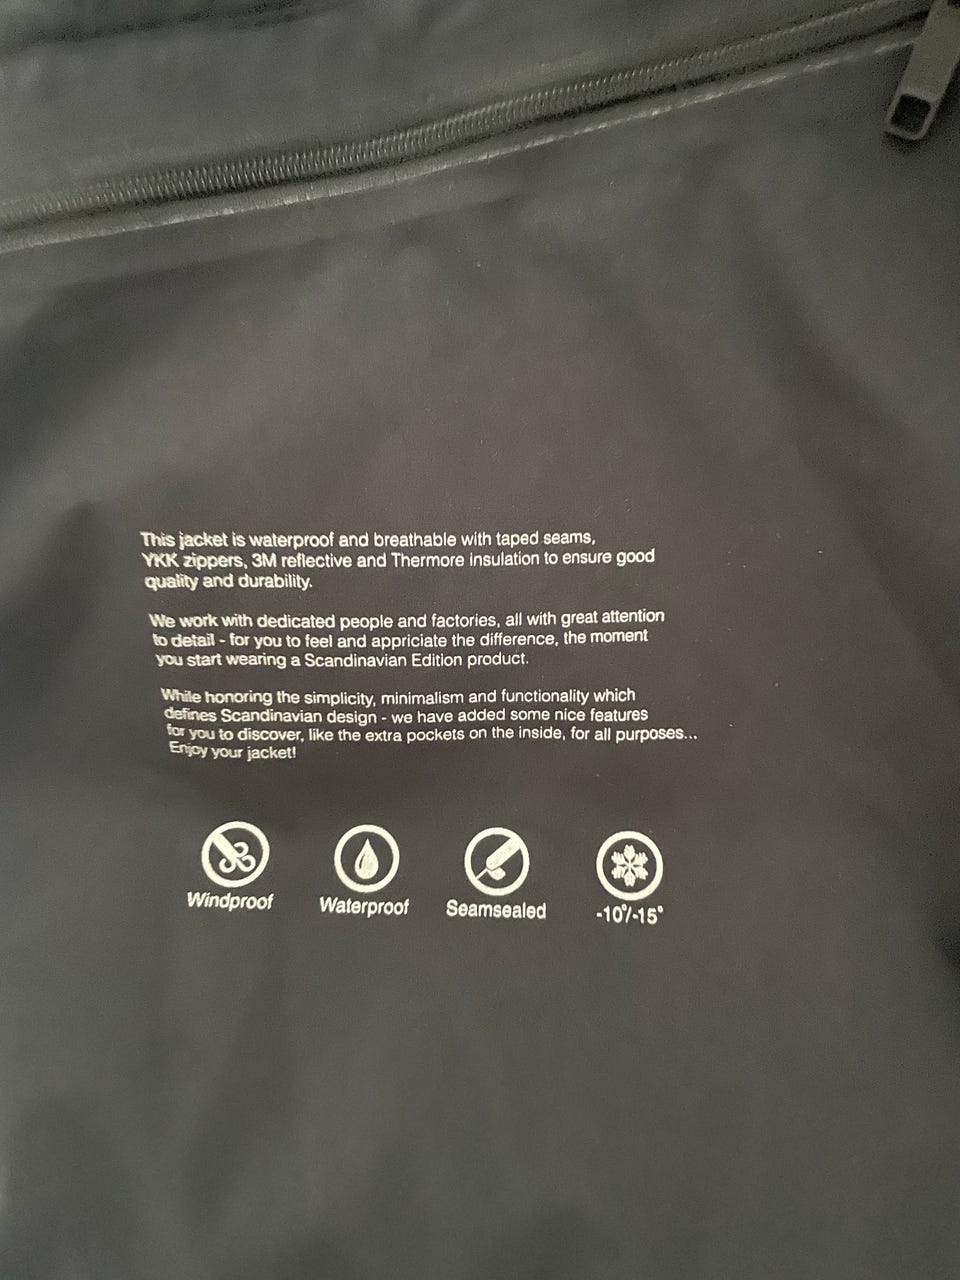 This jacket is waterproof and breathable with taped seams,
YKK zippers, 3M reflective and Thermore insulation to ensure good
quality and durability.
We work with dedicated people and factories, all with great attention
to detail - for you to feel and appriciate the difference, the moment
you start wearing a Scandinavian Edition product.
While honoring the simplicity, minimalism and functionality which
defines Scandinavian design - we have added some nice features
for you to discover, like the extra pockets on the inside, for all purposes...
Enjoy your jacket!
Windproof Waterproof Seamsealed -10°/-15°